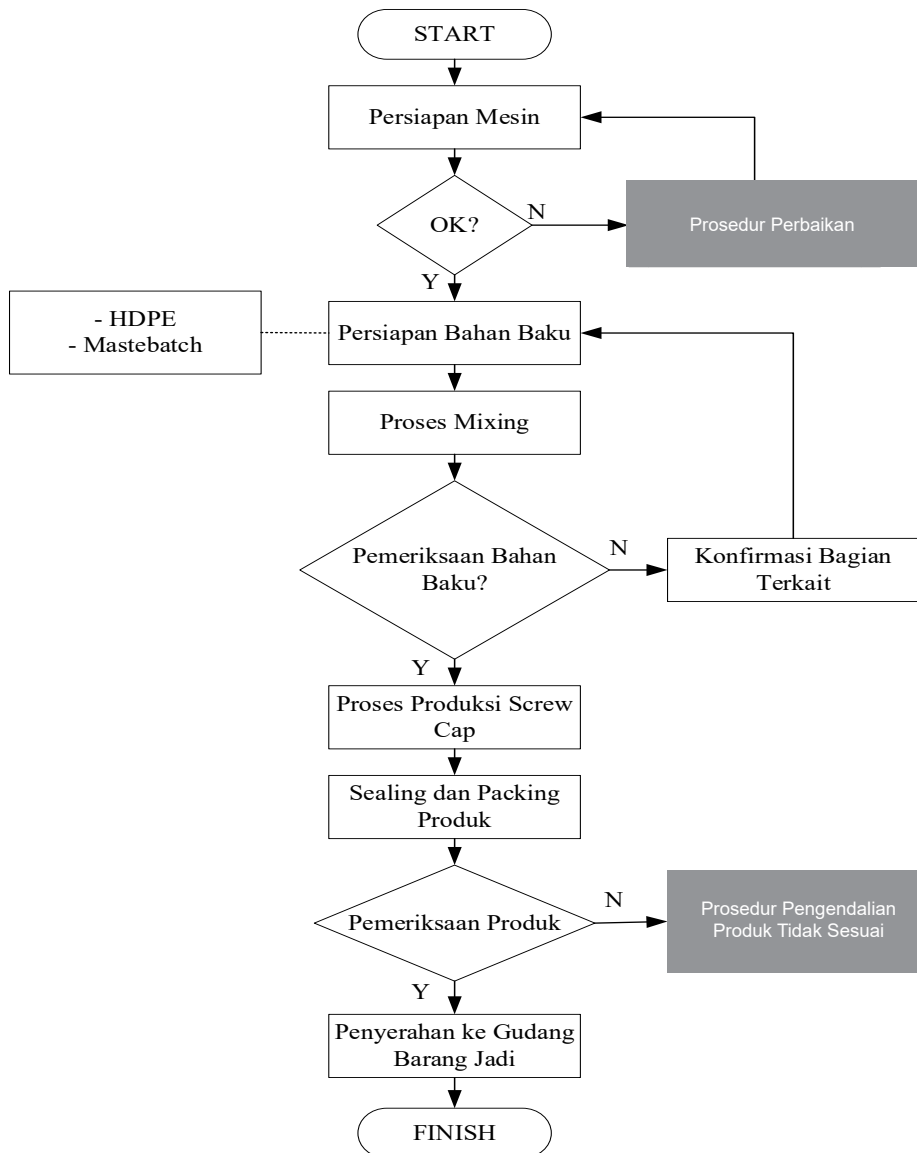 START
Persiapan Mesin
OK?
N
Prosedur Perbaikan
Y
- HDPE
- Mastebatch
Persiapan Bahan Baku
Proses Mixing
Pemeriksaan Bahan
Baku?
N
Konfirmasi Bagian
Terkait
Y
Proses Produksi Screw
Cap
Sealing dan Packing
Produk
Pemeriksaan Produk
N
Prosedur Pengendalian
Produk Tidak Sesuai
Y
Penyerahan ke Gudang
Barang Jadi
FINISH